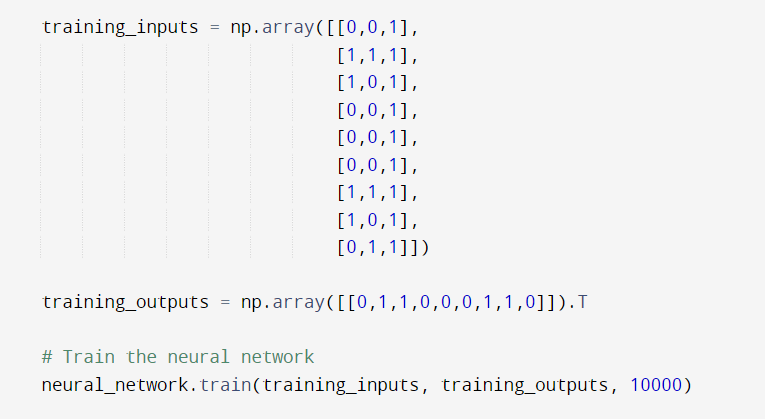 training_inputs = np.array([[0,0,1],
[1,1,1],
[1,0,1],
[0,0,1],
[0,0,1],
[0,0,1],
[1,1,1],
[1,0,1],
[0,1,1]])
training_outputs = np.array([[0,1,1,0,0,0,1,1,0]]).T
# Train the neural network
neural_network.train(training_inputs, training_outputs, 10000)